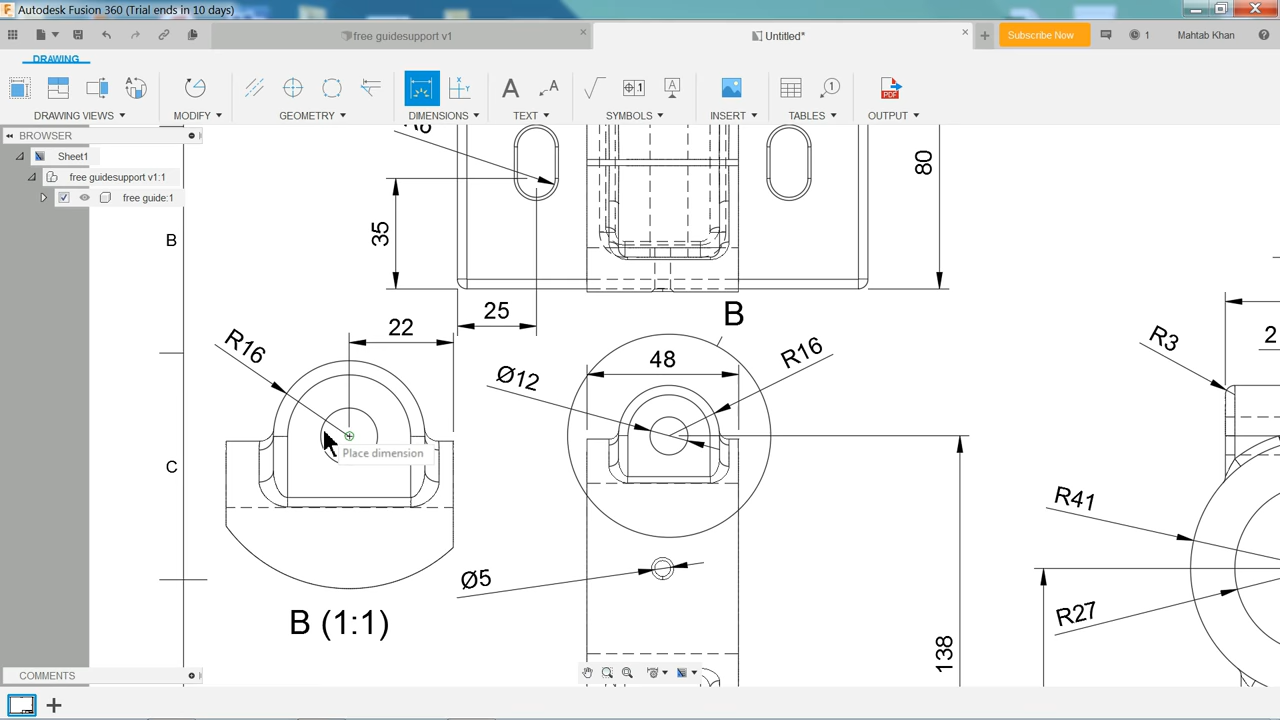 Autodesk Fusion 360 (Trial ends in 10 days)
free guidesupport v1
Untitled*
Subscribe Now
1
Mahtab Khan
DRAWING
DRAWING VIEWS
MODIFY
GEOMETRY
DIMENSIONS
TEXT
SYMBOLS
INSERT
TABLES
OUTPUT
BROWSER
Sheet1
free guidesupport v1:1
free guide:1
R6
80
35
B
25
B
22
R16
48
R16
Ø12
R3
2
Place dimension
C
R41
Ø5
R27
B (1:1)
138
COMMENTS